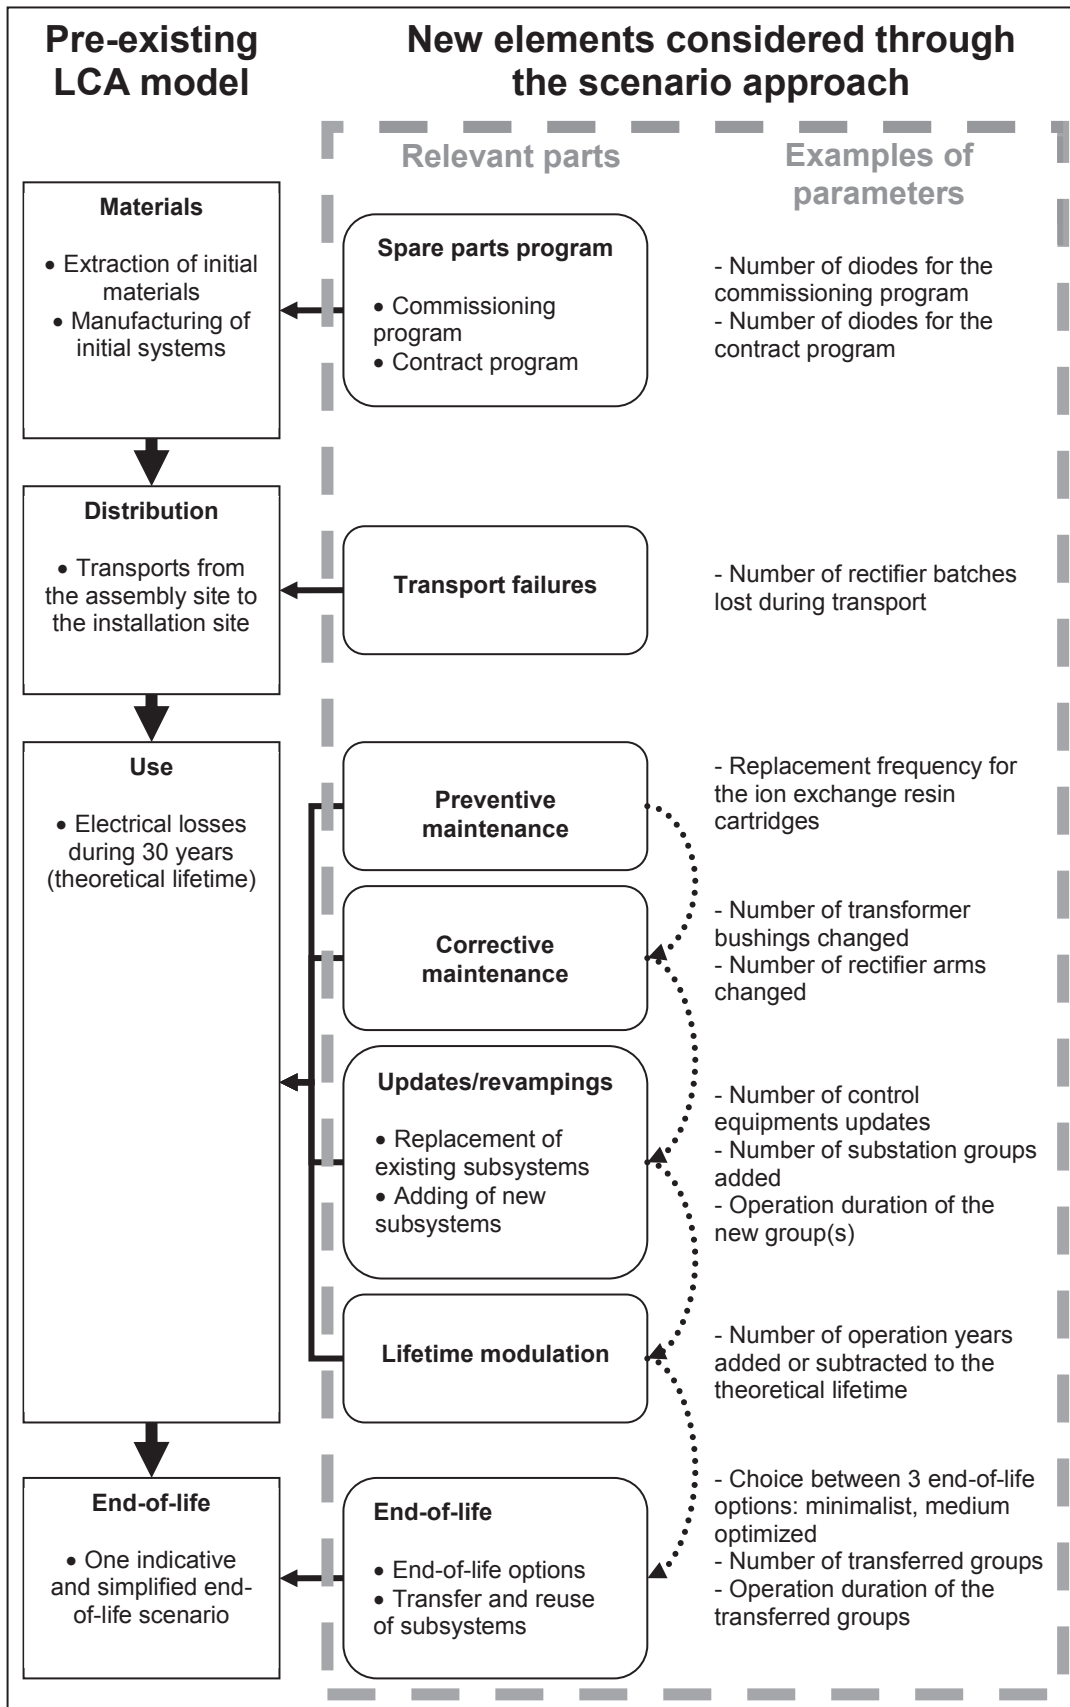 Pre-existing
LCA model
New elements considered through
the scenario approach
Relevant parts
Examples of
parameters
Materials
• Extraction of initial
materials
• Manufacturing of
initial systems
Spare parts program
• Commissioning
program
• Contract program
- Number of diodes for the
commissioning program
- Number of diodes for the
contract program
Distribution
• Transports from
the assembly site to
the installation site
Transport failures
- Number of rectifier batches
lost during transport
Use
• Electrical losses
during 30 years
(theoretical lifetime)
Preventive
maintenance
- Replacement frequency for
the ion exchange resin
cartridges
Corrective
maintenance
- Number of transformer
bushings changed
- Number of rectifier arms
changed
Updates/revampings
• Replacement of
existing subsystems
• Adding of new
subsystems
- Number of control
equipments updates
- Number of substation groups
added
- Operation duration of the
new group(s)
Lifetime modulation
- Number of operation years
added or subtracted to the
theoretical lifetime
End-of-life
• One indicative
and simplified end-
of-life scenario
End-of-life
• End-of-life options
• Transfer and reuse
of subsystems
- Choice between 3 end-of-life
options: minimalist, medium
optimized
- Number of transferred groups
- Operation duration of the
transferred groups